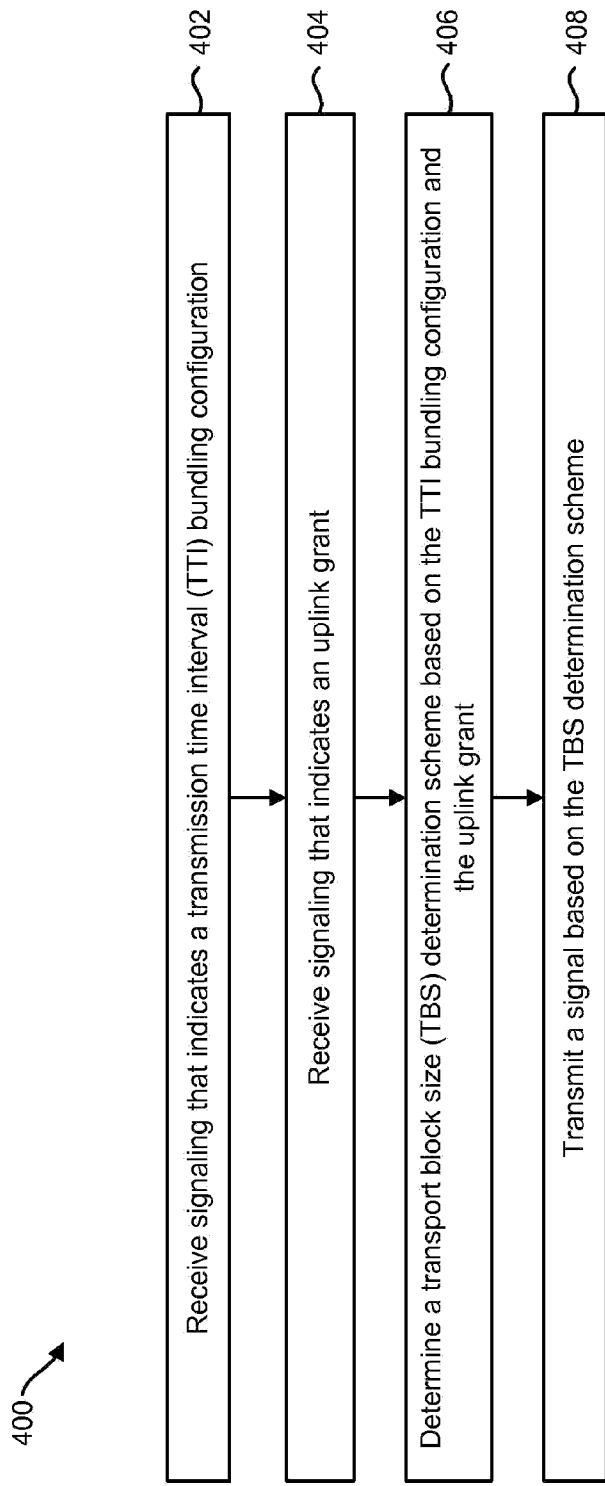 400
Receive signaling that indicates a transmission time interval (TTI) bundling configuration
402
Receive signaling that indicates an uplink grant
404
Determine a transport block size (TBS) determination scheme based on the TTI bundling configuration and
the uplink grant
406
Transmit a signal based on the TBS determination scheme
408